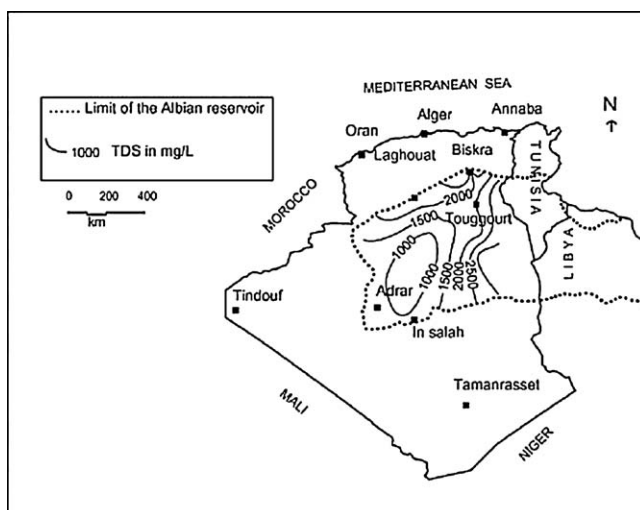 MEDITERRANEAN SEA
Limit of the Albian reservoir
1000 TDS in mg/L
0 200 400
km
N
Alger
Annaba
Oran
Laghouat
Biskra
TUNISIA
MOROCCO
2000
1500
Touggourt
1000
1000
1500
2000
2500
LIBYA
Tindouf
Adrar
In salah
Tamanrasset
MALI
NIGER